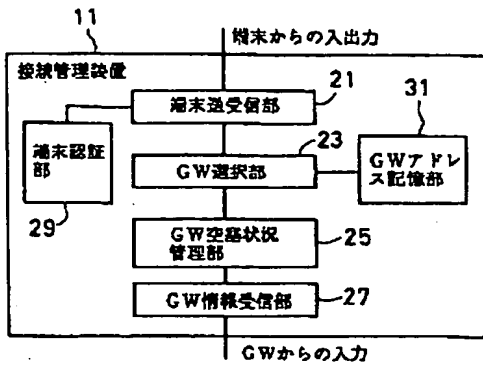 11
端末からの入出力
接続管理装置
端末送受信部
21
31
端末認証
部
23
GW選択部
GWアドレ
ス記憶部
29
GW空塞状況
管理部
25
GW情報受信部
27
GWからの入力